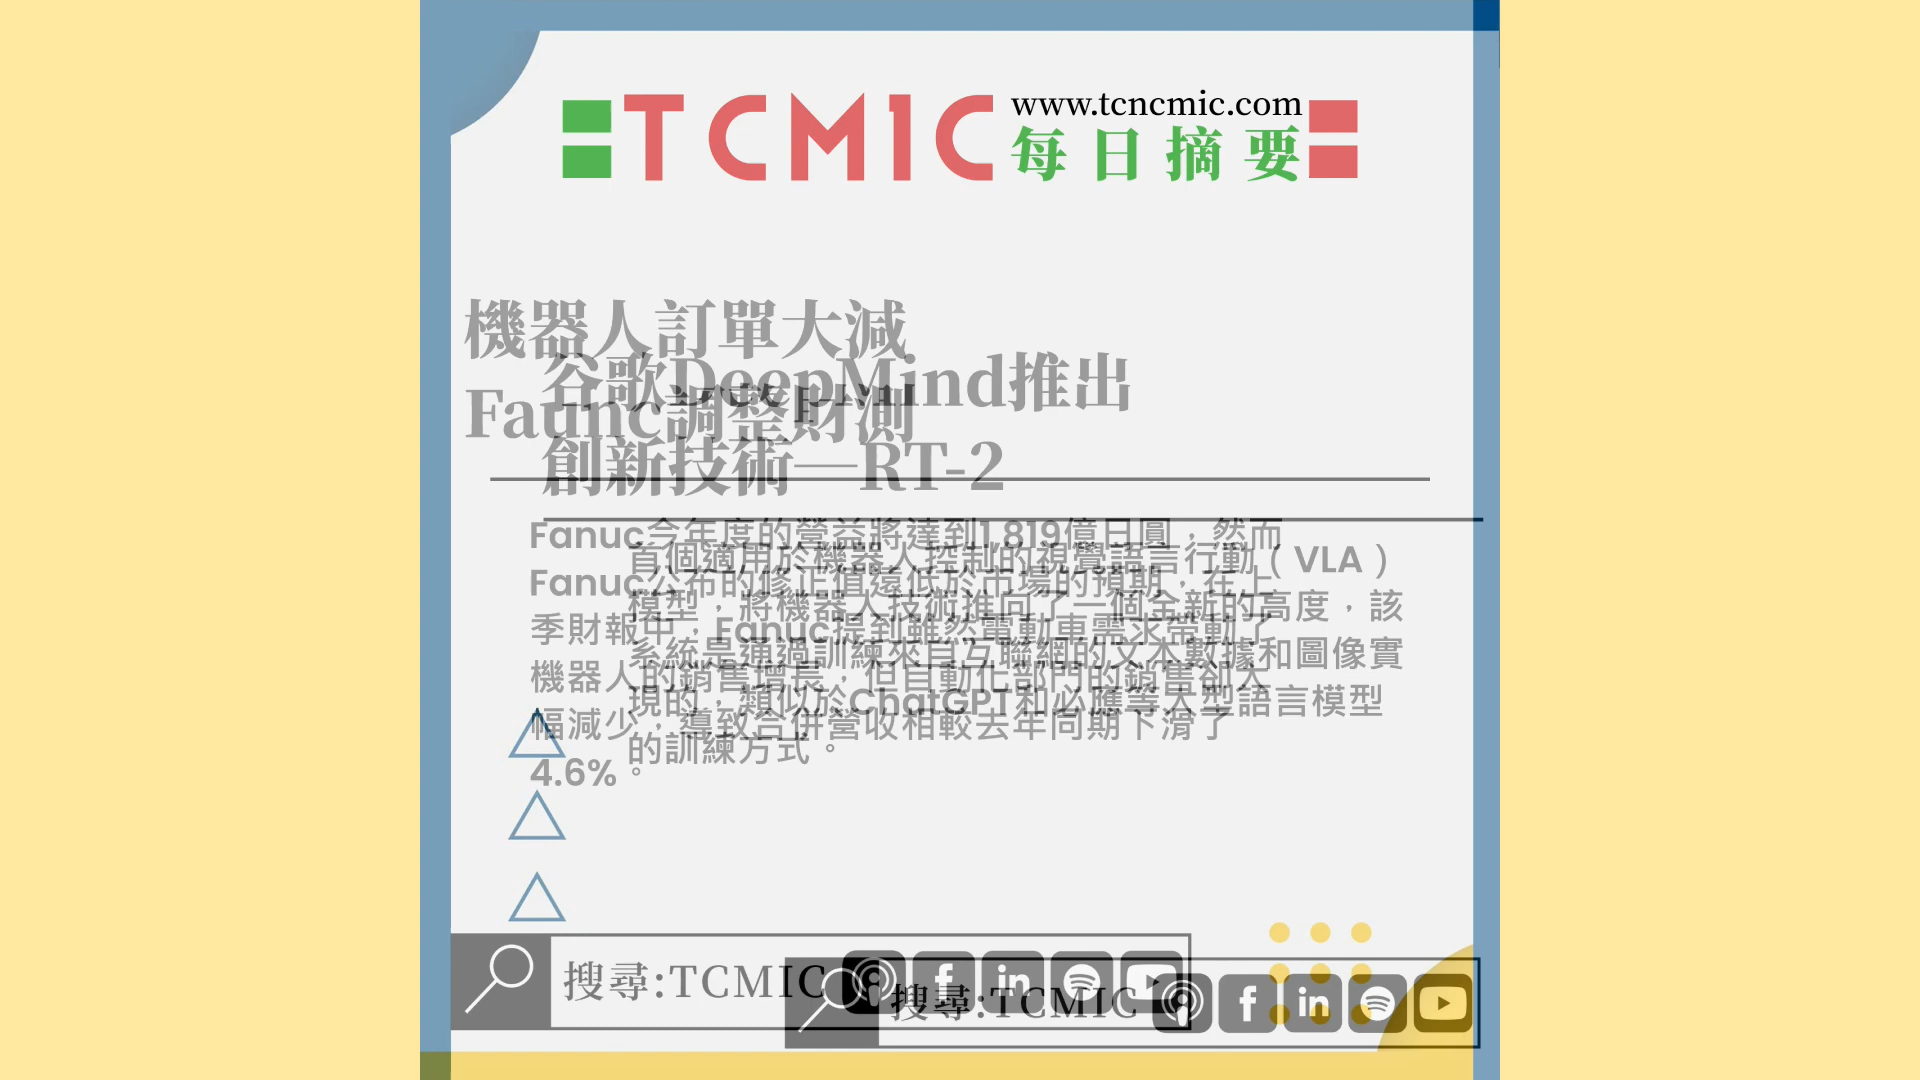 TCMIC
www.tcncmic.com
每日摘要
機器人訂單大減
Faunc調整財測
谷歌DeepMind推出
創新技術—RT-2
Fanuc今年度的營益將達到1,819億日圓，然而
Fanuc公布的修正值遠低於市場的預期，在上
季財報中，Fanuc提到雖然電動車需求帶動了
機器人的銷售增長，但自動化部門的銷售卻大
幅減少，導致合併營收相較去年同期下滑了
4.6%。
首個適用於機器人控制的視覺語言行動（VLA）
模型，將機器人技術推向了一個全新的高度，該
系統是通過訓練來自互聯網的文本數據和圖像實
現的，類似於ChatGPT和必應等大型語言模型
的訓練方式。
搜尋:TCMIC
搜尋:TCMIC